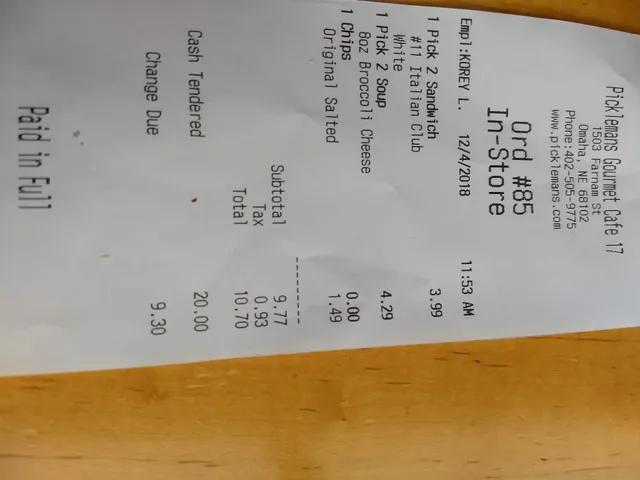 Picklemans Gourmet Cafe 17
1503 Farnam St
Omaha, NE 68102
Phone:402-505-9775
www.picklemans.com
Ord #85
In-Store
Empl:KOREY L. 12/4/2018 11:53 AM
1 Pick 2 Sandwich 3.99
#11 Italian Club
White
1 Pick 2 Soup 4.29
8oz Broccoli Cheese
1 Chips 0.00
Original Salted 1.49
---------
Subtotal 9.77
Tax 0.93
Total 10.70
Cash Tendered 20.00
Change Due 9.30
Paid in Full